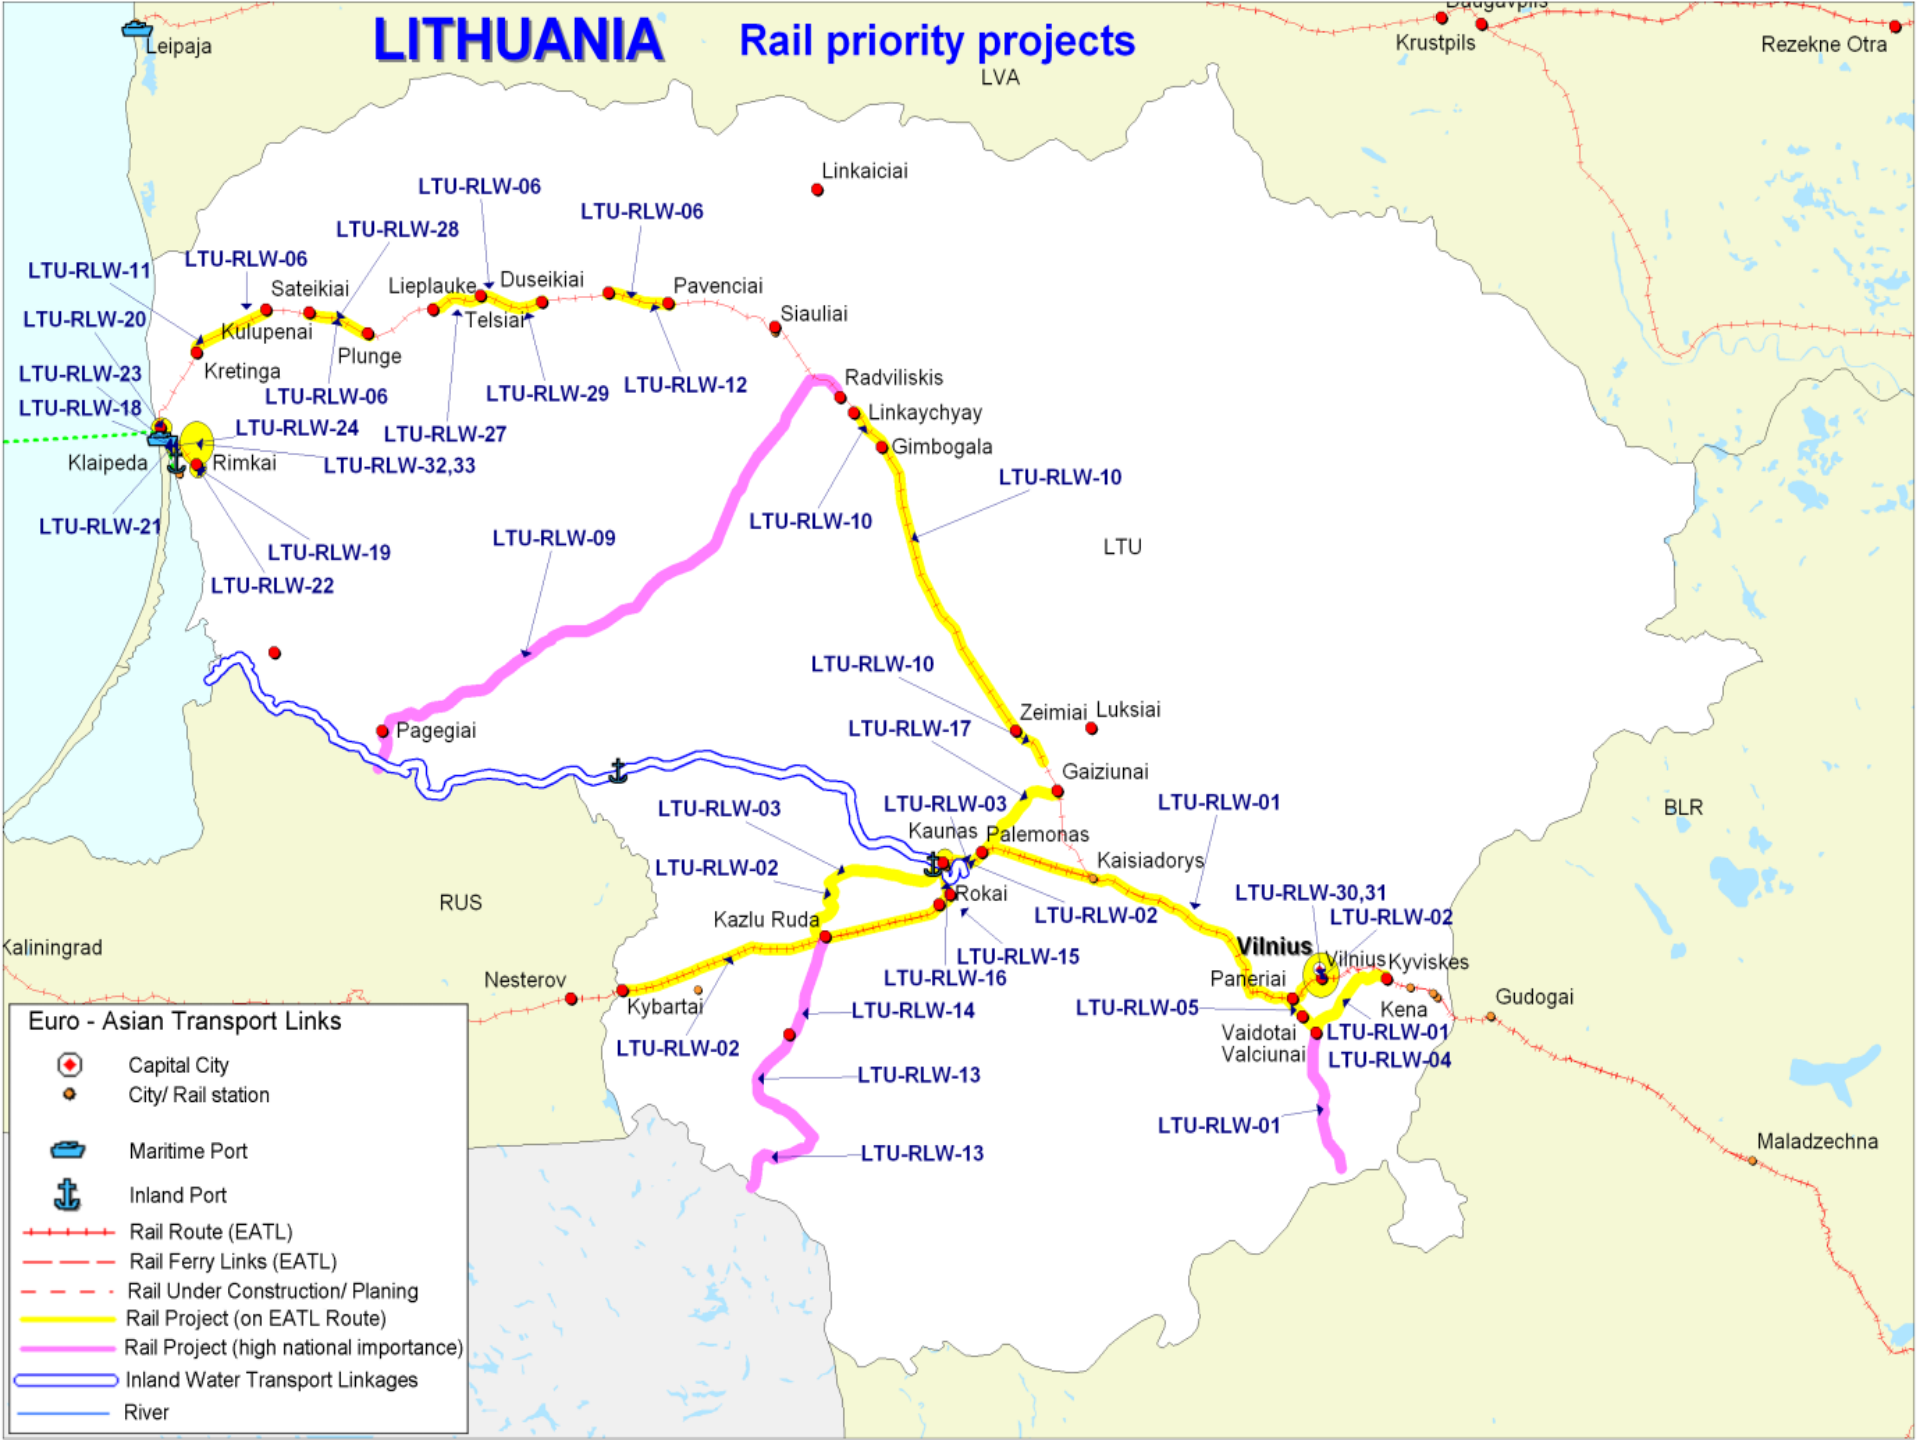 LITHUANIA Rail priority projects
Leipaja
Daugavpils
Krustpils
Rezekne Otra
LVA
Linkaiciai
LTU-RLW-06
LTU-RLW-06
LTU-RLW-28
LTU-RLW-06
LTU-RLW-11
Sateikiai
Lieplauke
Duseikiai
Pavenciai
LTU-RLW-20
Kulupenai
Telsiai
Siauliai
Plunge
Kretinga
LTU-RLW-23
LTU-RLW-06
LTU-RLW-29
LTU-RLW-12
Radviliskis
LTU-RLW-18
Linkaychyay
LTU-RLW-24
LTU-RLW-27
Gimbogala
Klaipeda
Rimkai
LTU-RLW-32,33
LTU-RLW-10
LTU-RLW-21
LTU-RLW-10
LTU-RLW-19
LTU-RLW-09
LTU
LTU-RLW-22
LTU-RLW-10
Zeimiai
Luksiai
Pagegiai
LTU-RLW-17
Gaiziunai
LTU-RLW-03
LTU-RLW-03
LTU-RLW-01
BLR
Kaunas
Palemonas
Kaisiadorys
LTU-RLW-02
Rokai
LTU-RLW-30,31
RUS
Kazlu Ruda
LTU-RLW-02
LTU-RLW-02
Kaliningrad
Vilnius
LTU-RLW-15
Vilnius
Kyviskes
Nesterov
LTU-RLW-16
Paneriai
Kybartai
LTU-RLW-14
LTU-RLW-05
Kena
Gudogai
LTU-RLW-02
Vaidotai
LTU-RLW-01
Valciunai
LTU-RLW-04
LTU-RLW-13
LTU-RLW-01
LTU-RLW-13
Maladzechna
Euro - Asian Transport Links
Capital City
City/ Rail station
Maritime Port
Inland Port
Rail Route (EATL)
Rail Ferry Links (EATL)
Rail Under Construction/ Planing
Rail Project (on EATL Route)
Rail Project (high national importance)
Inland Water Transport Linkages
River